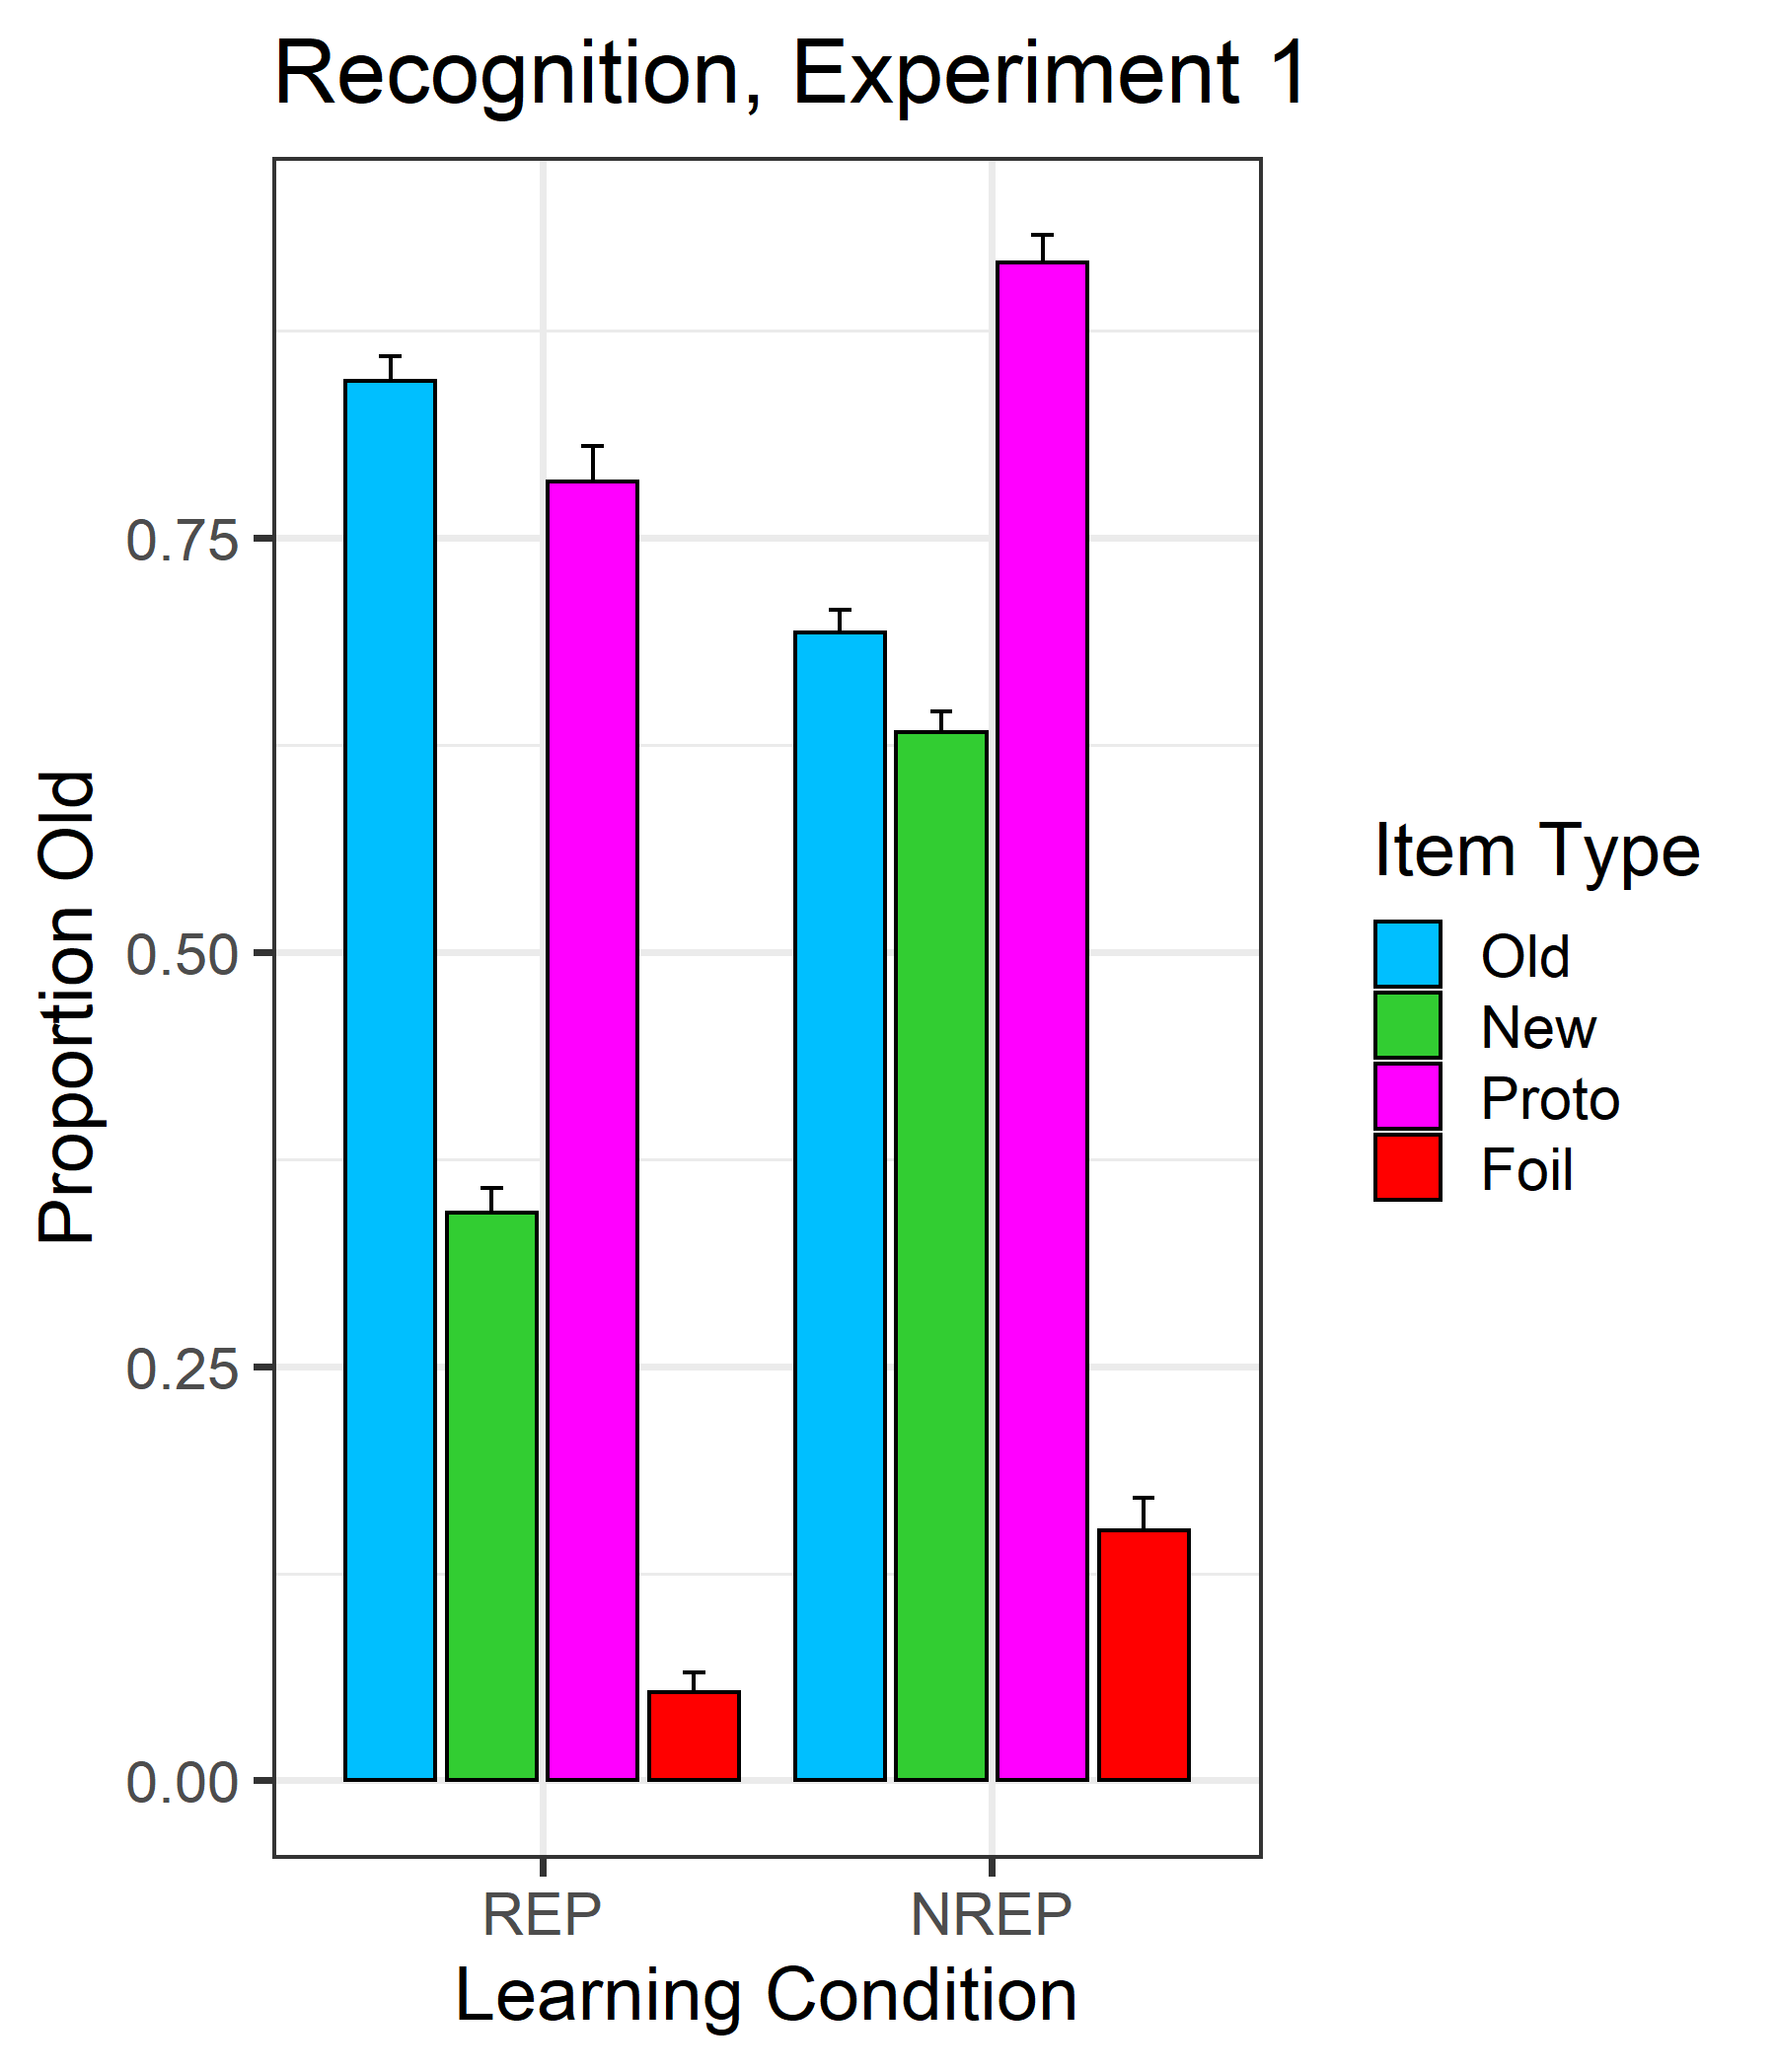 Recognition, Experiment 1
Proportion Old
0.75
0.50
0.25
0.00
REP
NREP
Learning Condition
Item Type
Old
New
Proto
Foil